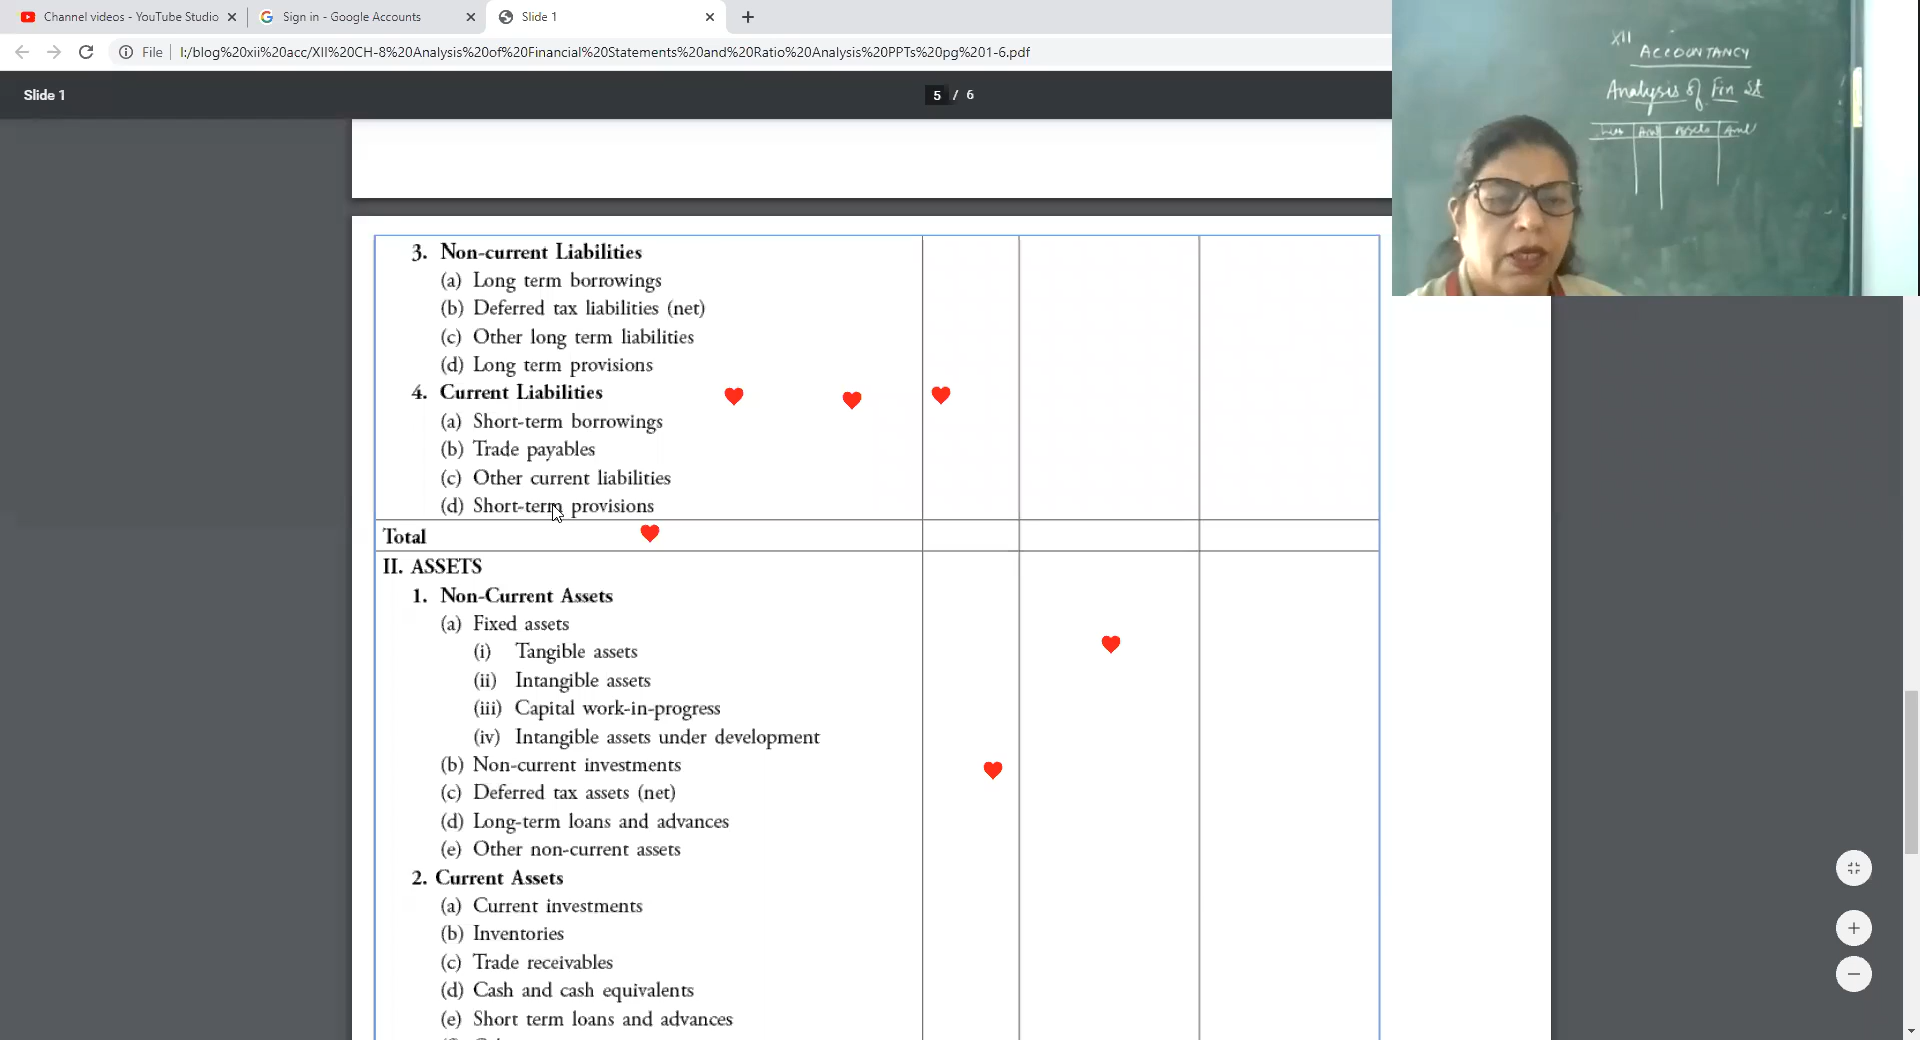 Channel videos - YouTube Studio
Sign in - Google Accounts
Slide 1
File
I:/blog%20xii%20acc/XII%20CH-8%20Analysis%20of%20Financial%20Statements%20and%20Ratio%20Analysis%20PPTs%20pg%201-6.pdf
Slide 1
5 / 6
XII
ACCOUNTANCY
Analysis of Fin St
Amt Assets Amt
3. Non-current Liabilities
(a) Long term borrowings
(b) Deferred tax liabilities (net)
(c) Other long term liabilities
(d) Long term provisions
4. Current Liabilities
(a) Short-term borrowings
(b) Trade payables
(c) Other current liabilities
(d) Short-term provisions
Total
II. ASSETS
1. Non-Current Assets
(a) Fixed assets
(i) Tangible assets
(ii) Intangible assets
(iii) Capital work-in-progress
(iv) Intangible assets under development
(b) Non-current investments
(c) Deferred tax assets (net)
(d) Long-term loans and advances
(e) Other non-current assets
2. Current Assets
(a) Current investments
(b) Inventories
(c) Trade receivables
(d) Cash and cash equivalents
(e) Short term loans and advances